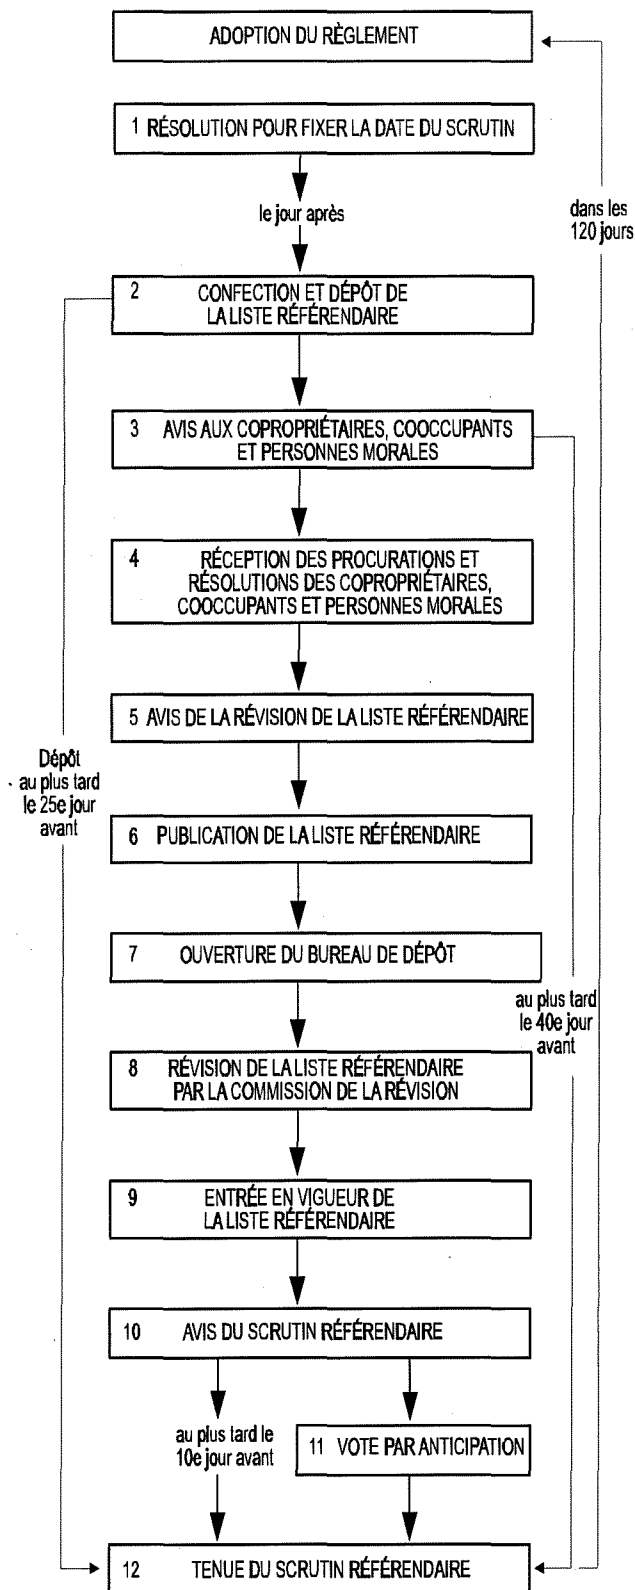 ADOPTION DU RÈGLEMENT
1 RÉSOLUTION POUR FIXER LA DATE DU SCRUTIN
le jour après
dans les
120 jours
2 CONFECTION ET DÉPÔT DE
LA LISTE RÉFÉRENDAIRE
3 AVIS AUX COPROPRIÉTAIRES, COOCCUPANTS
ET PERSONNES MORALES
4 RÉCEPTION DES PROCURATIONS ET
RÉSOLUTIONS DES COPROPRIÉTAIRES,
COOCCUPANTS ET PERSONNES MORALES
5 AVIS DE LA RÉVISION DE LA LISTE RÉFÉRENDAIRE
Dépôt
au plus tard
le 25e jour
avant
6 PUBLICATION DE LA LISTE RÉFÉRENDAIRE
7 OUVERTURE DU BUREAU DE DÉPÔT
au plus tard
le 40e jour
avant
8 RÉVISION DE LA LISTE RÉFÉRENDAIRE
PAR LA COMMISSION DE LA RÉVISION
9 ENTRÉE EN VIGUEUR DE
LA LISTE RÉFÉRENDAIRE
10 AVIS DU SCRUTIN RÉFÉRENDAIRE
au plus tard le
10e jour avant
11 VOTE PAR ANTICIPATION
12 TENUE DU SCRUTIN RÉFÉRENDAIRE